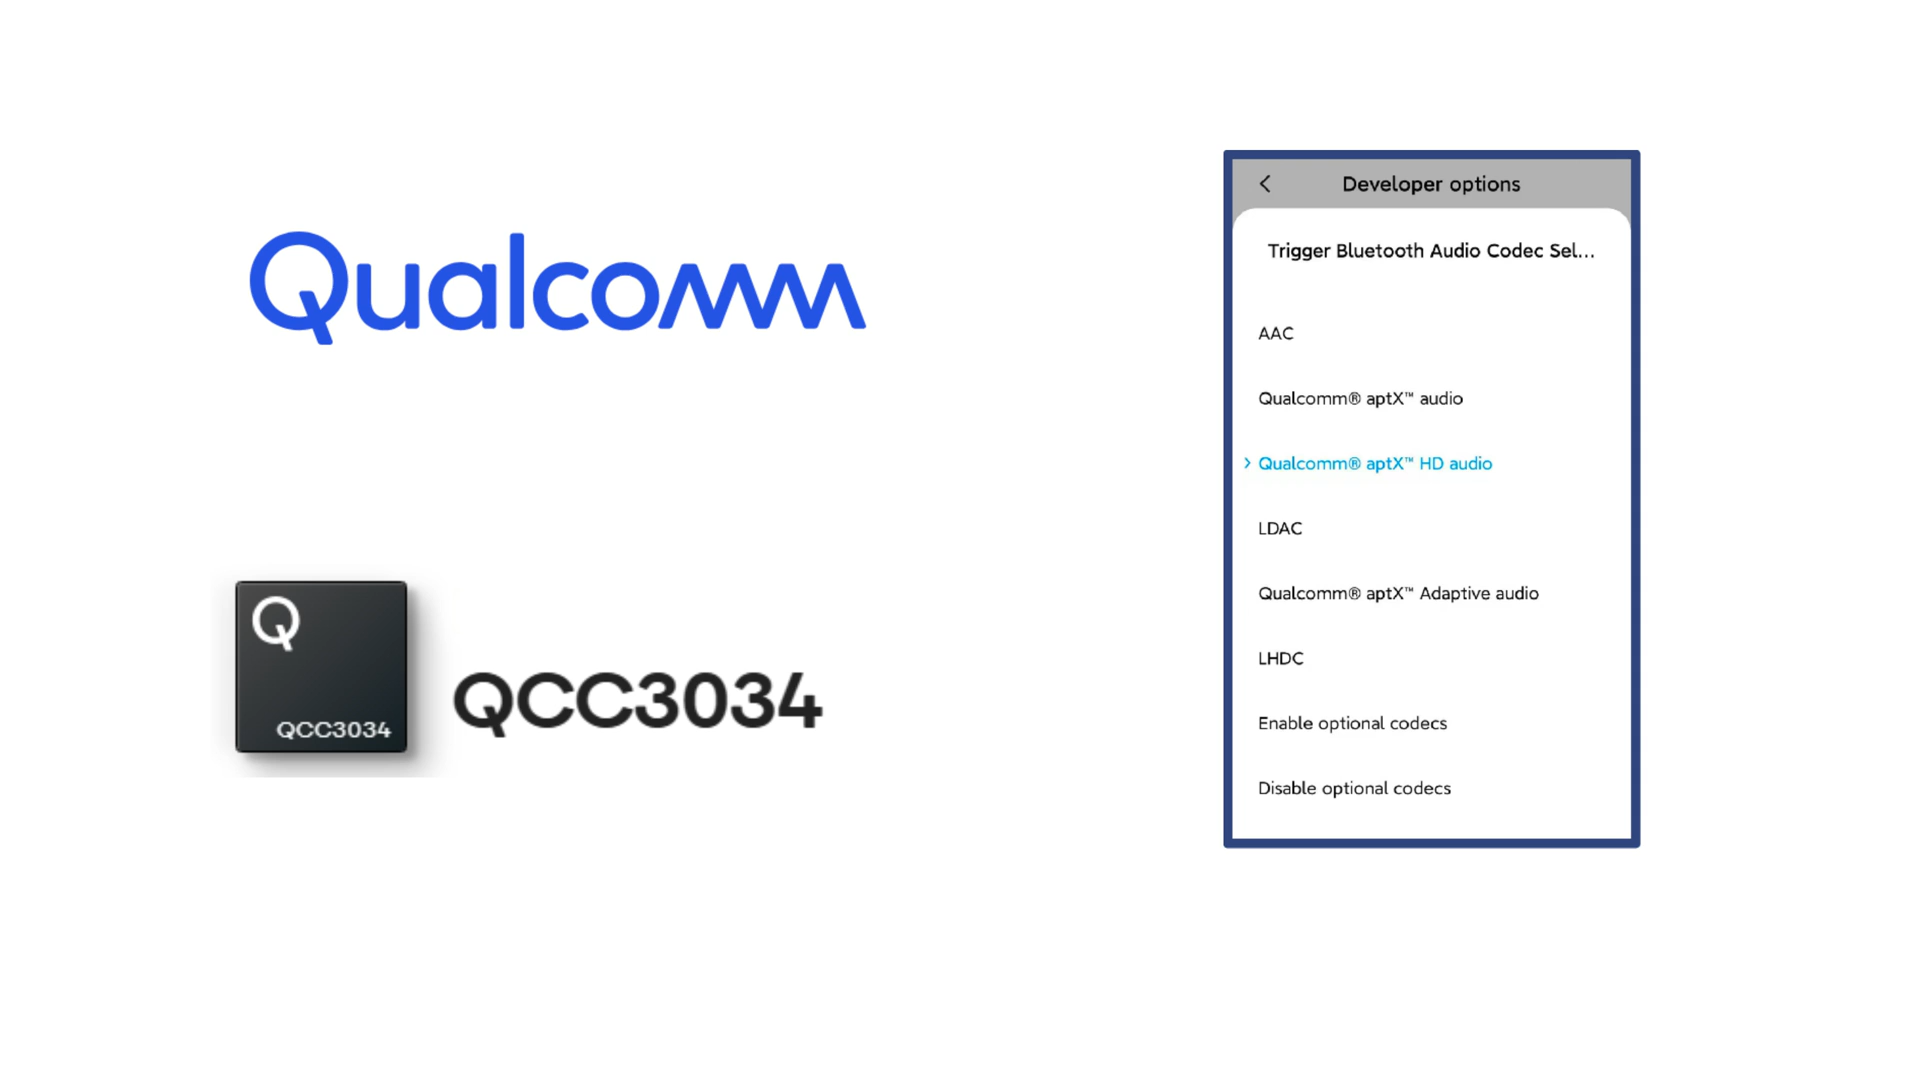 Qualcomm
Q
QCC3034
QCC3034
Developer options
Trigger Bluetooth Audio Codec Sel...
AAC
Qualcomm® aptX™ audio
Qualcomm® aptX™ HD audio
LDAC
Qualcomm® aptX™ Adaptive audio
LHDC
Enable optional codecs
Disable optional codecs